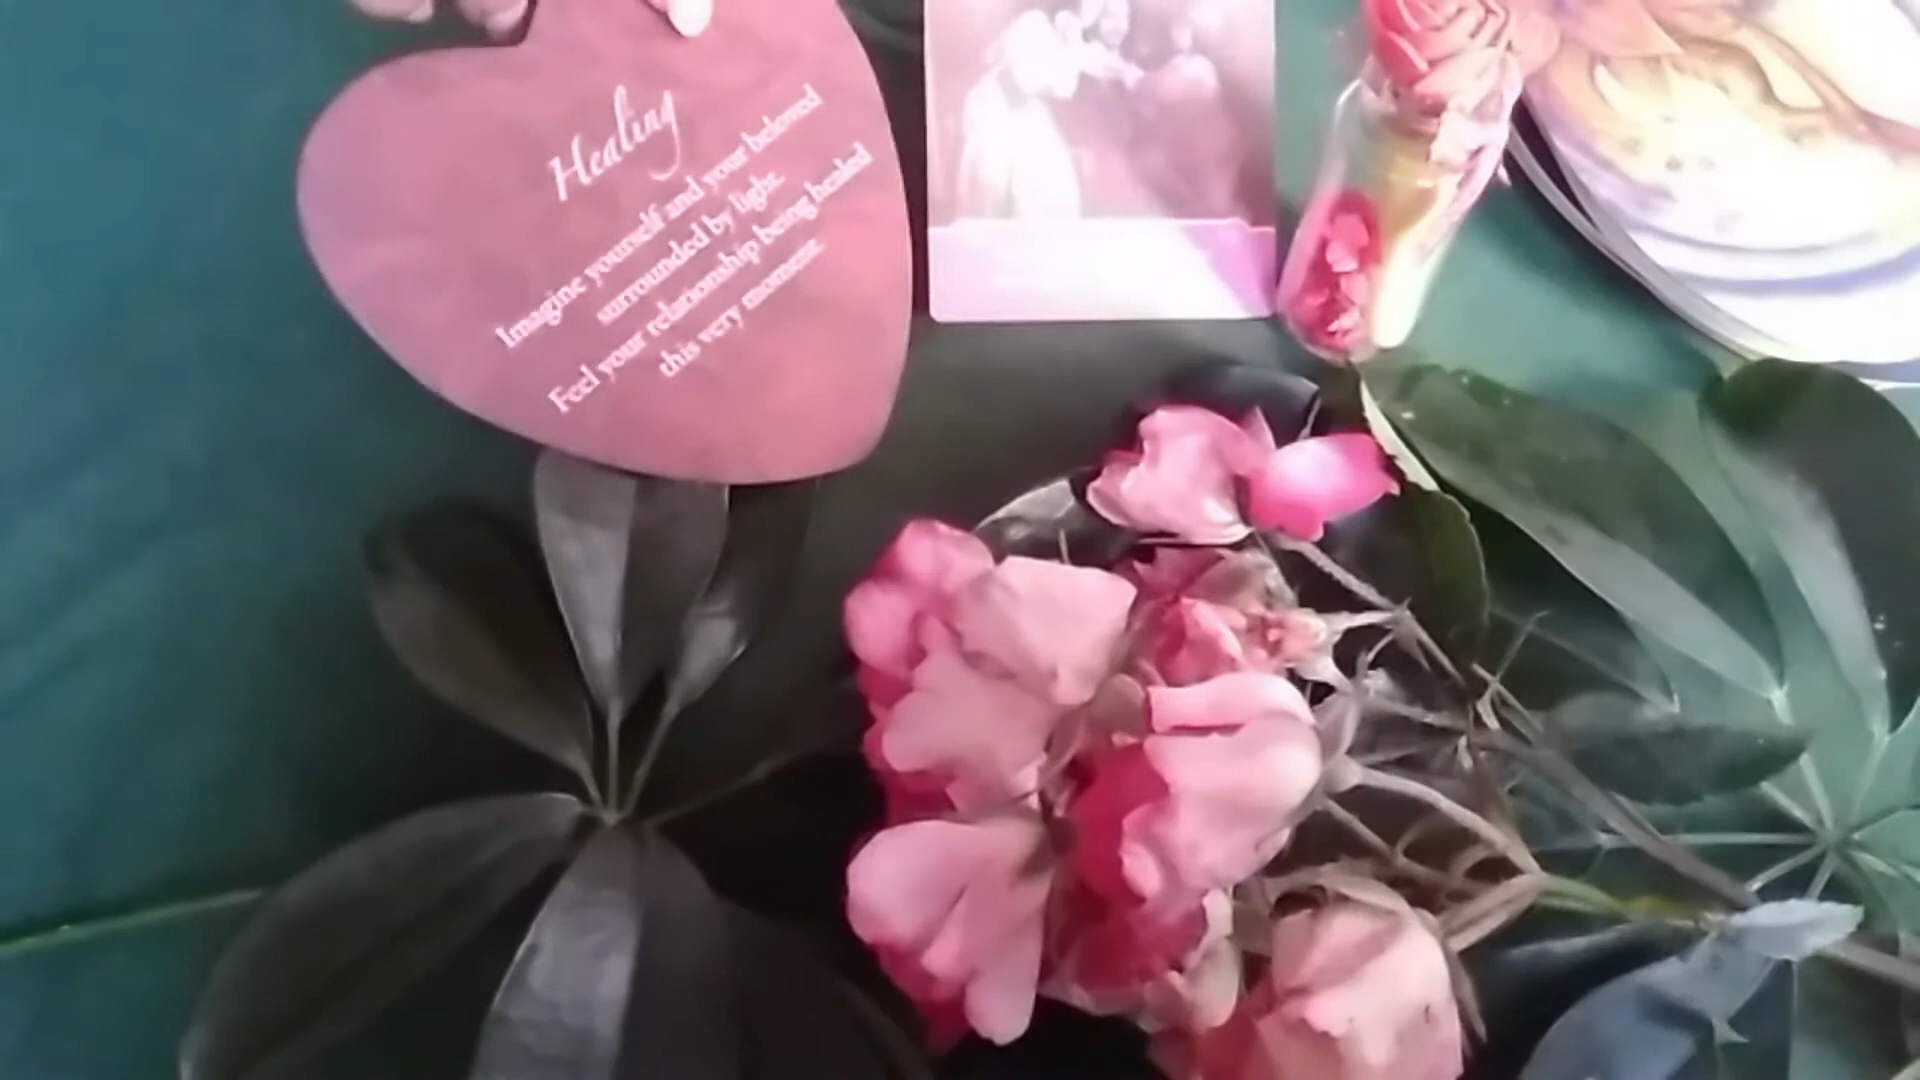 Healing
Imagine yourself and your beloved
surrounded by light.
Feel your relationship being healed
this very moment.